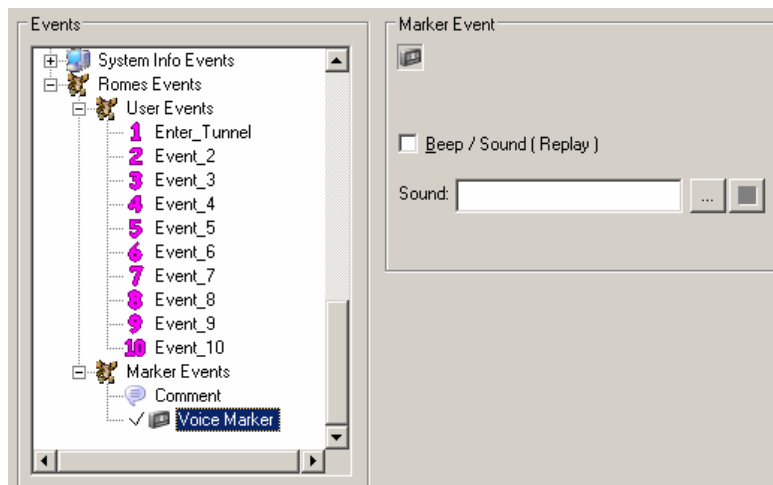 Events
System Info Events
Romes Events
User Events
1 Enter_Tunnel
2 Event_2
3 Event_3
4 Event_4
5 Event_5
6 Event_6
7 Event_7
8 Event_8
9 Event_9
10 Event_10
Marker Events
Comment
Voice Marker
Marker Event
Beep / Sound ( Replay )
Sound:
...